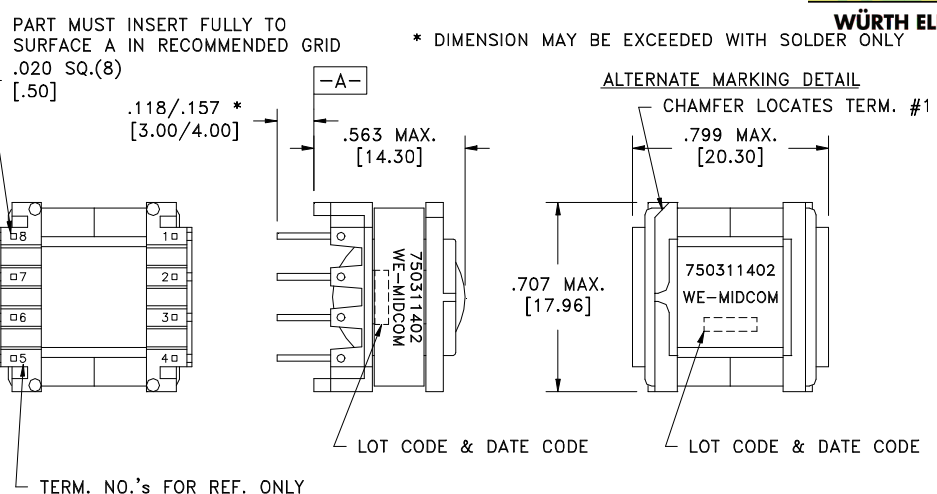 PART MUST INSERT FULLY TO
SURFACE A IN RECOMMENDED GRID
.020 SQ.(8)
[.50]
WÜRTH EL
* DIMENSION MAY BE EXCEEDED WITH SOLDER ONLY
-A-
.118/.157 *
[3.00/4.00]
.563 MAX.
[14.30]
ALTERNATE MARKING DETAIL
CHAMFER LOCATES TERM. #1
.799 MAX.
[20.30]
8 1
7 2
6 3
5 4
750311402
WE-MIDCOM
.707 MAX.
[17.96]
750311402
WE-MIDCOM
LOT CODE & DATE CODE
LOT CODE & DATE CODE
TERM. NO.'s FOR REF. ONLY